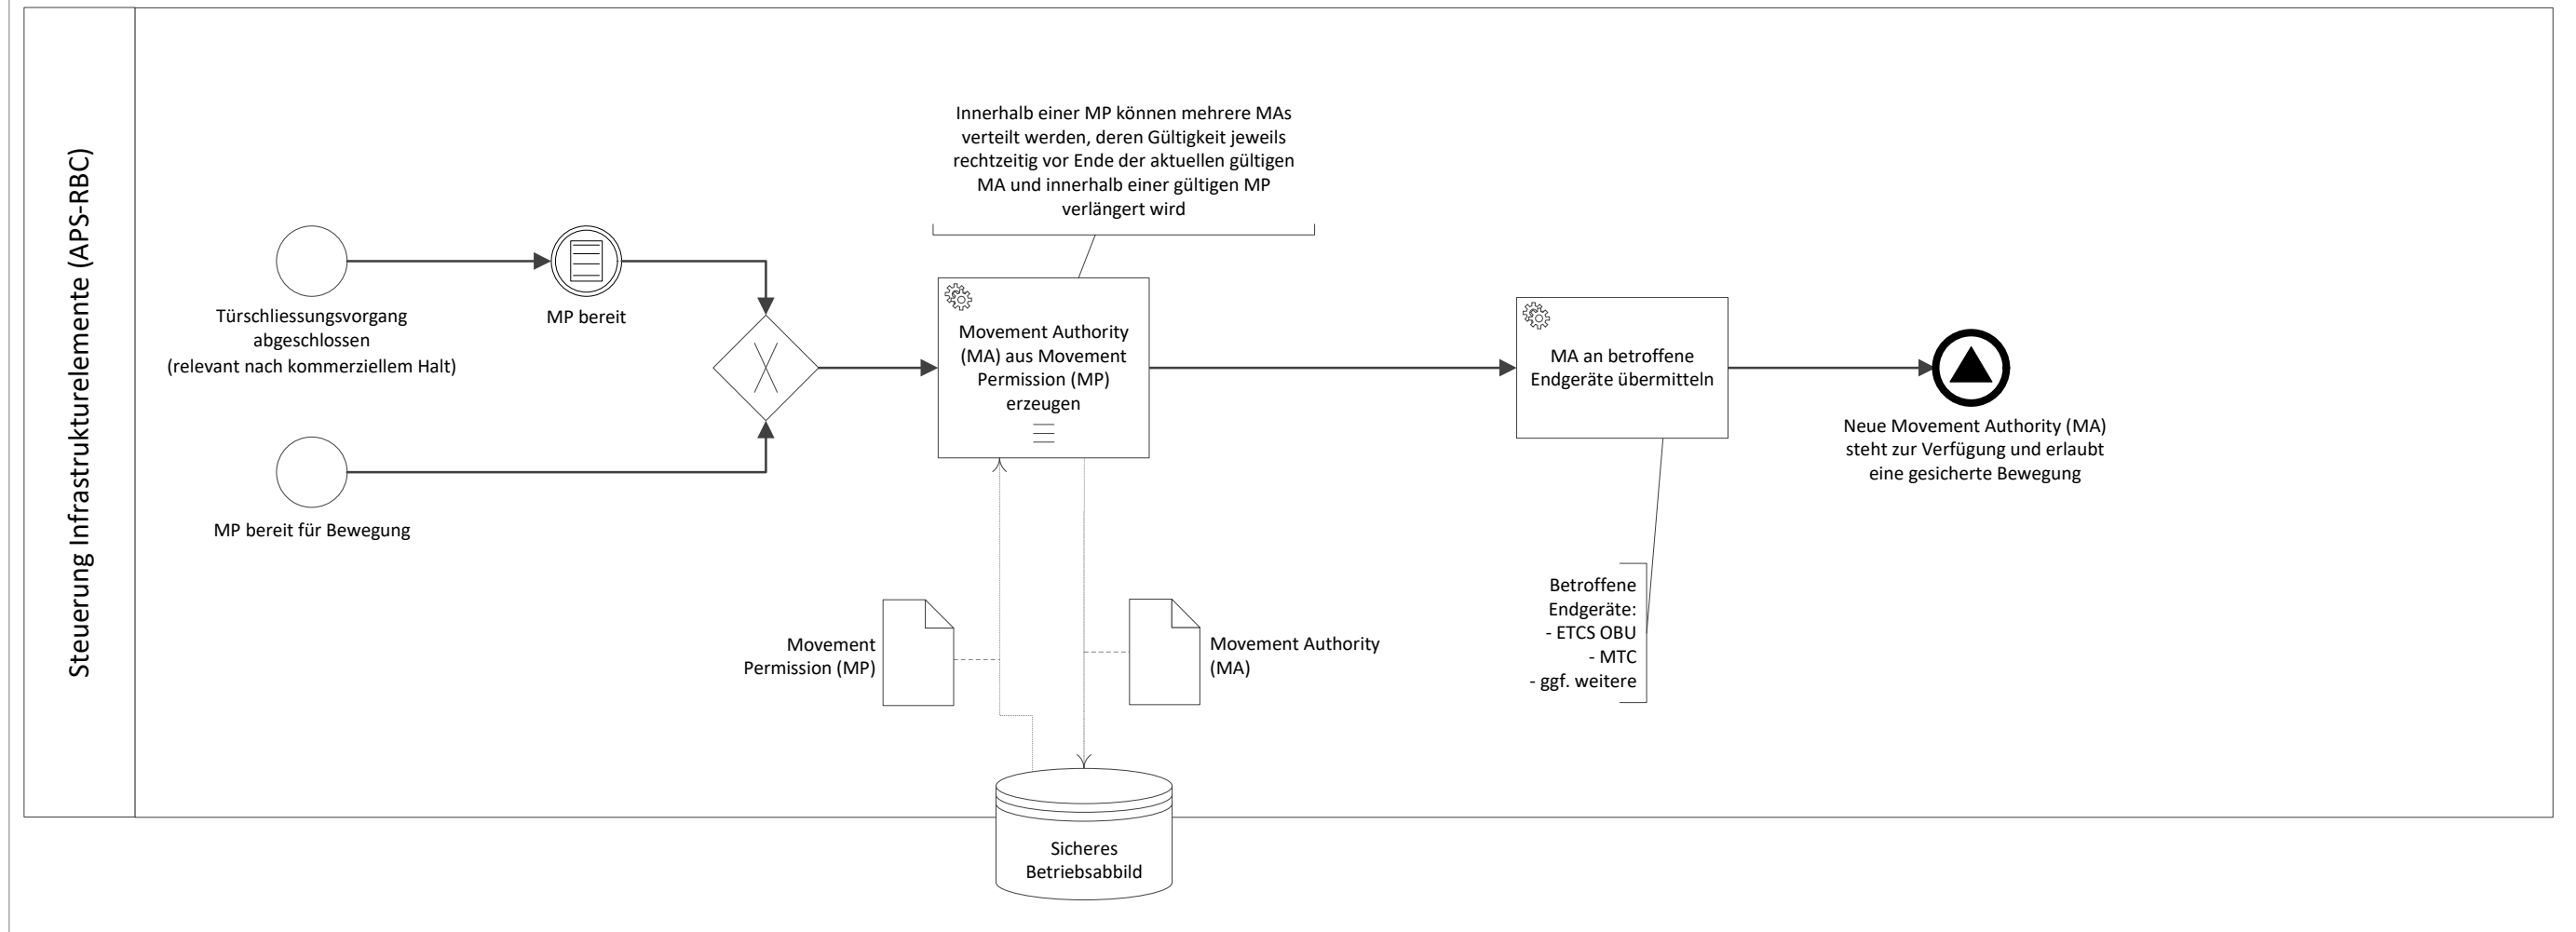 Steuerung Infrastrukturelemente (APS-RBC)
Innerhalb einer MP können mehrere MAs
verteilt werden, deren Gültigkeit jeweils
rechtzeitig vor Ende der aktuellen gültigen
MA und innerhalb einer gültigen MP
verlängert wird
Türschliessungsvorgang
abgeschlossen
(relevant nach kommerziellem Halt)
MP bereit
Movement Authority
(MA) aus Movement
Permission (MP)
erzeugen
MA an betroffene
Endgeräte übermitteln
Neue Movement Authority (MA)
steht zur Verfügung und erlaubt
eine gesicherte Bewegung
MP bereit für Bewegung
Movement
Permission (MP)
Movement Authority
(MA)
Betroffene
Endgeräte:
- ETCS OBU
- MTC
- ggf. weitere
Sicheres
Betriebsabbild